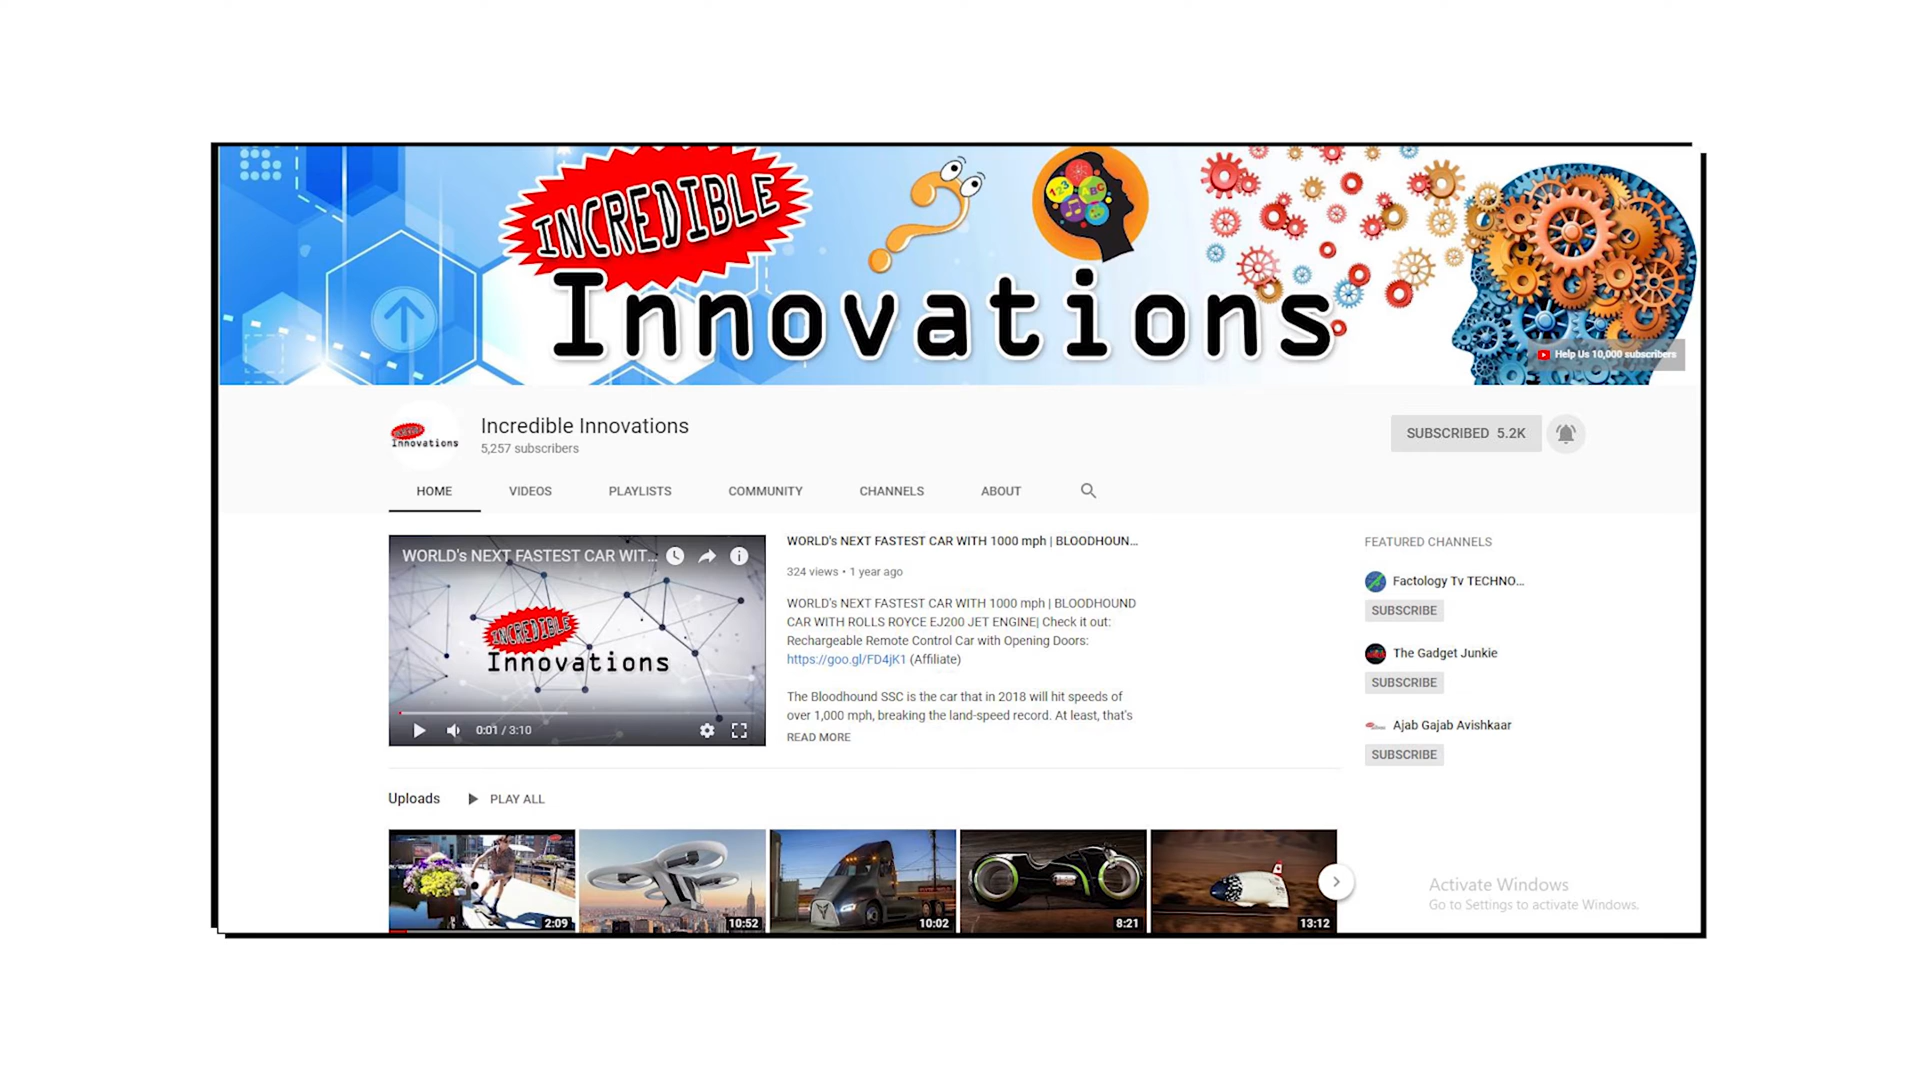 INCREDIBLE
Innovations
123
ABC
Help Us 10,000 subscribers
INCREDIBLE
Innovations
Incredible Innovations
5,257 subscribers
SUBSCRIBED 5.2K
HOME VIDEOS PLAYLISTS COMMUNITY CHANNELS ABOUT
WORLD's NEXT FASTEST CAR WIT...
INCREDIBLE
Innovations
0:01 / 3:10
WORLD's NEXT FASTEST CAR WITH 1000 mph | BLOODHOUN...
324 views • 1 year ago
WORLD's NEXT FASTEST CAR WITH 1000 mph | BLOODHOUND
CAR WITH ROLLS ROYCE EJ200 JET ENGINE| Check it out:
Rechargeable Remote Control Car with Opening Doors:
https://goo.gl/FD4jK1 (Affiliate)
The Bloodhound SSC is the car that in 2018 will hit speeds of
over 1,000 mph, breaking the land-speed record. At least, that's
READ MORE
FEATURED CHANNELS
Factology Tv TECHNO...
SUBSCRIBE
The Gadget Junkie
SUBSCRIBE
Ajab Gajab Avishkaar
SUBSCRIBE
Uploads PLAY ALL
2:09
10:52
10:02
8:21
13:12
Activate Windows
Go to Settings to activate Windows.